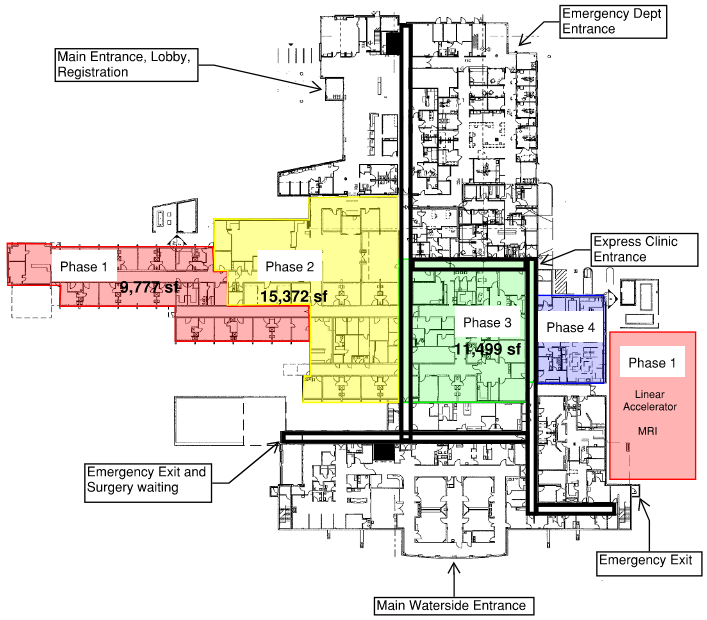 Emergency Dept
Entrance
Main Entrance, Lobby,
Registration
Express Clinic
Entrance
Phase 1
9,777 sf
Phase 2
15,372 sf
Phase 3
11,499 sf
Phase 4
Phase 1
Linear
Accelerator
MRI
Emergency Exit and
Surgery waiting
Emergency Exit
Main Waterside Entrance